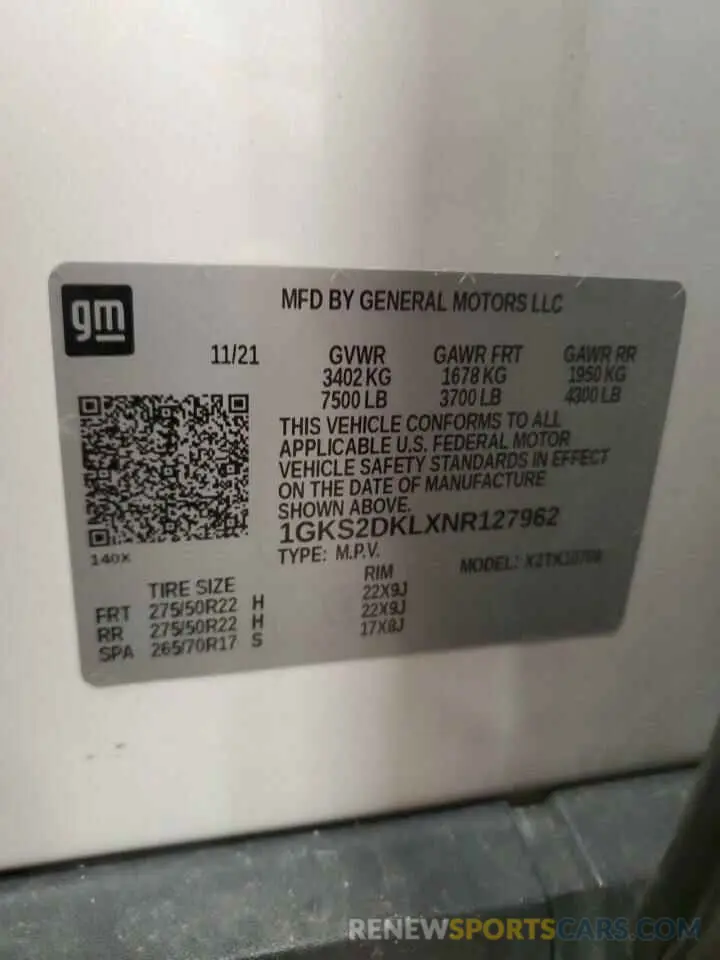 gm
MFD BY GENERAL MOTORS LLC
11/21 GVWR GAWR FRT GAWR RR
3402 KG 1678 KG 1950 KG
7500 LB 3700 LB 4300 LB
THIS VEHICLE CONFORMS TO ALL
APPLICABLE U.S. FEDERAL MOTOR
VEHICLE SAFETY STANDARDS IN EFFECT
ON THE DATE OF MANUFACTURE
SHOWN ABOVE.
1GKS2DKLXNR127962
140X
TYPE: M.P.V. MODEL:
TIRE SIZE RIM
FRT 275/50R22 H 22X9J
RR 275/50R22 H 22X9J
SPA 265/70R17 S 17X8J
RENEWSPORTSCARS.COM